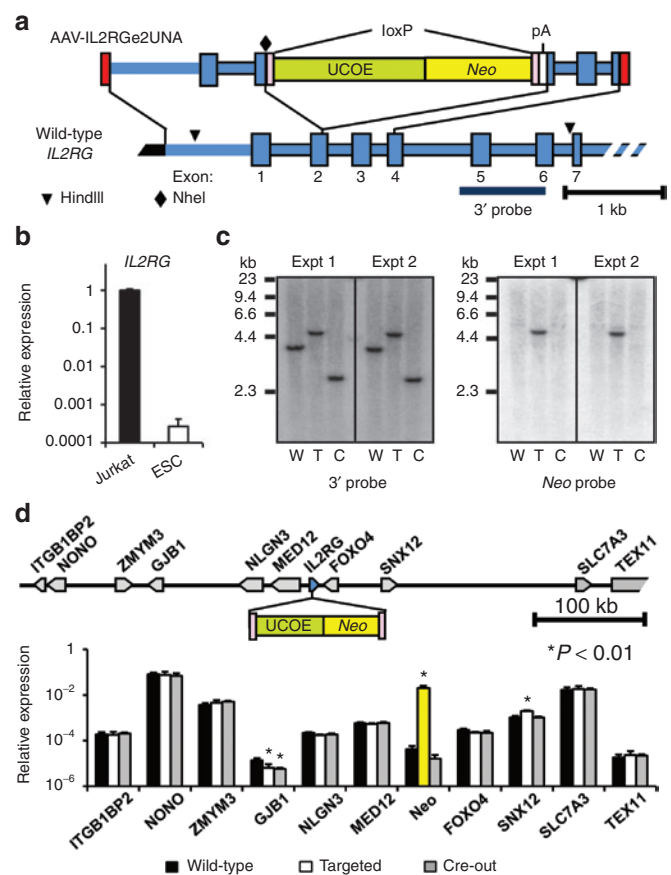 a
AAV-IL2RGe2UNA
loxP
pA
UCOE
Neo
Wild-type
IL2RG
Exon:
1 2 3 4 5 6 7
HindIII
NheI
3′ probe
1 kb
b
IL2RG
Relative expression
1
0.1
0.01
0.001
0.0001
Jurkat
ESC
c
kb
Expt 1 Expt 2
23
9.4
6.6
4.4
2.3
W T C W T C
3′ probe
kb
Expt 1 Expt 2
23
9.4
6.6
4.4
2.3
W T C W T C
Neo probe
d
ITGB1BP2 NONO ZMYM3 GJB1 NLGN3 MED12 IL2RG FOXO4 SNX12 SLC7A3 TEX11
UCOE Neo
100 kb
*P < 0.01
Relative expression
1
10−2
10−4
10−6
* * * *
ITGB1BP2 NONO ZMYM3 GJB1 NLGN3 MED12 Neo FOXO4 SNX12 SLC7A3 TEX11
Wild-type Targeted Cre-out